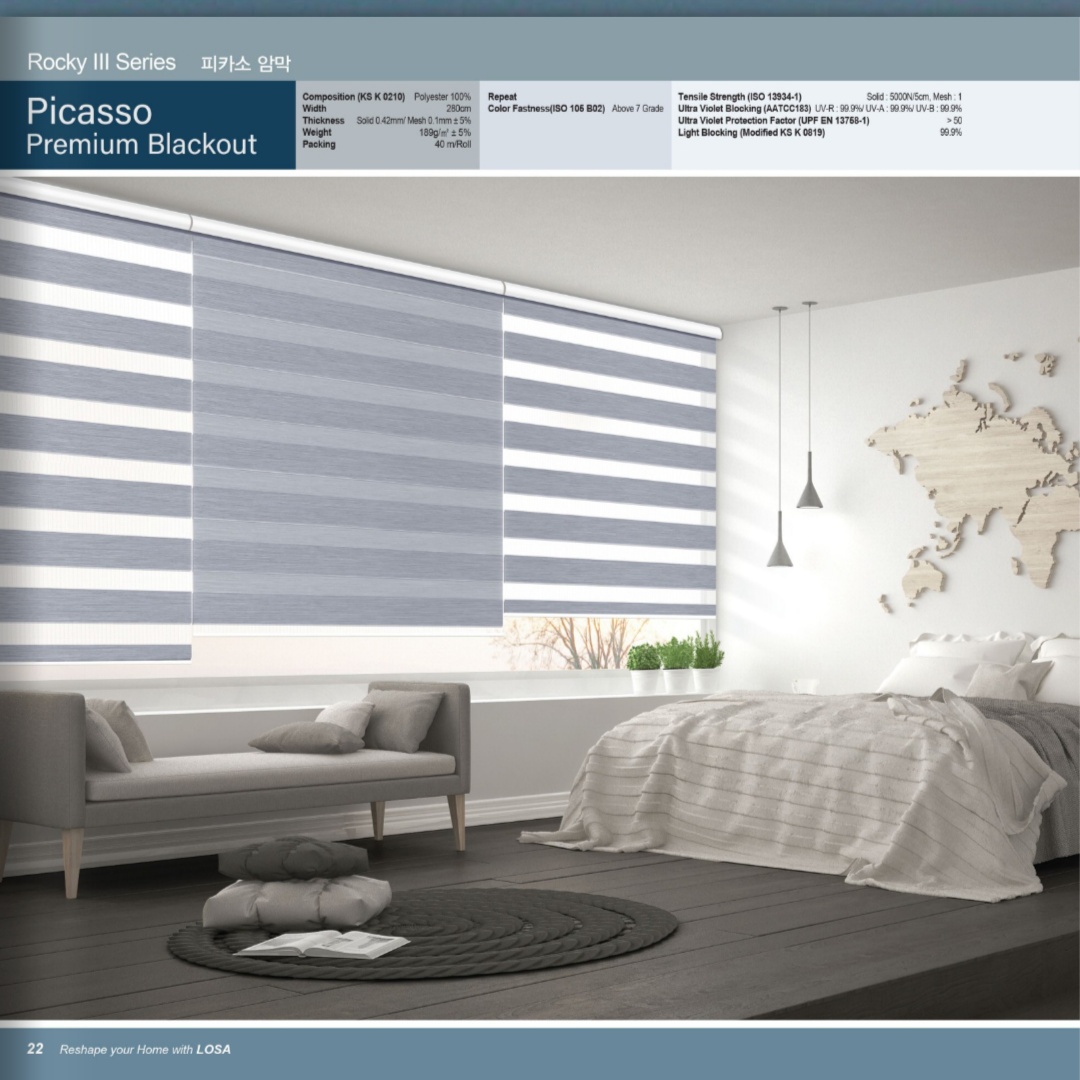 Rocky III Series 피카소 암막
Picasso
Premium Blackout
Composition (KS K 0210) Polyester 100%
Width 280cm
Thickness Solid 0.42mm/ Mesh 0.1mm ± 5%
Weight 189g/㎡ ± 5%
Packing 40 m/Roll
Repeat
Color Fastness(ISO 105 B02) Above 7 Grade
Tensile Strength (ISO 13934-1) Solid : 5000N/5cm, Mesh : 1
Ultra Violet Blocking (AATCC183) UV-R : 99.9%/ UV-A : 99.9%/ UV-B : 99.9%
Ultra Violet Protection Factor (UPF EN 13758-1) > 50
Light Blocking (Modified KS K 0819) 99.9%
22 Reshape your Home with LOSA